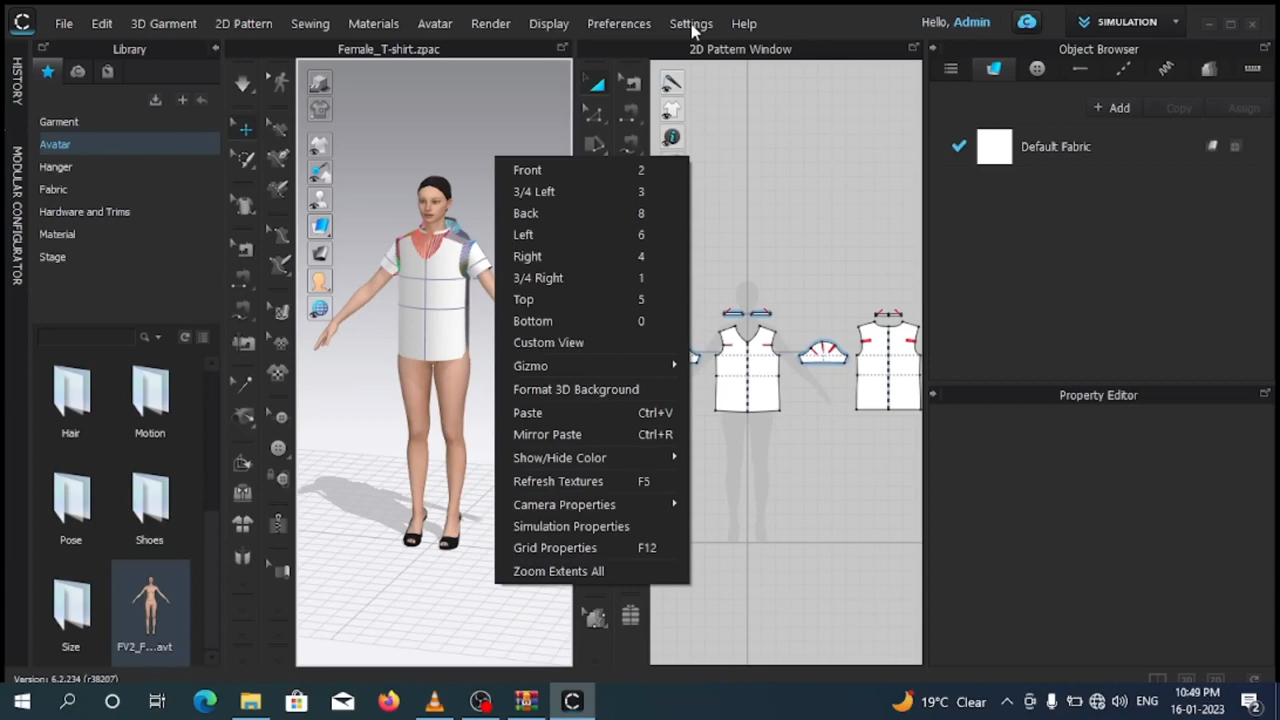 File Edit 3D Garment 2D Pattern Sewing Materials Avatar Render Display Preferences Settings Help
Hello, Admin
SIMULATION
HISTORY
MODULAR CONFIGURATOR
Library
Garment
Avatar
Hanger
Fabric
Hardware and Trims
Material
Stage
Hair
Motion
Pose
Shoes
Size
FV2_F...avt
Version: 6.2.234 (r38207)
Female_T-shirt.zpac
Front 2
3/4 Left 3
Back 8
Left 6
Right 4
3/4 Right 1
Top 5
Bottom 0
Custom View
Gizmo
Format 3D Background
Paste Ctrl+V
Mirror Paste Ctrl+R
Show/Hide Color
Refresh Textures F5
Camera Properties
Simulation Properties
Grid Properties F12
Zoom Extents All
2D Pattern Window
Object Browser
+ Add Copy Assign
Default Fabric
Property Editor
3D 2D
19°C Clear
ENG
10:49 PM
16-01-2023
2